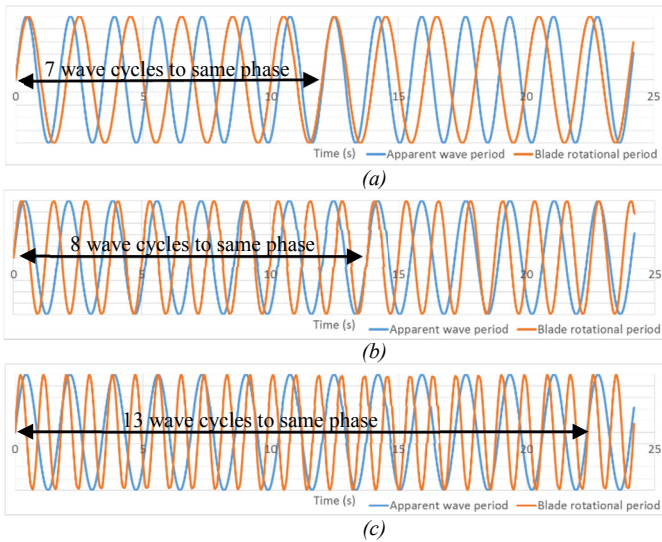 7 wave cycles to same phase
0 5 10 15 20 25
Time (s) Apparent wave period Blade rotational period
(a)
8 wave cycles to same phase
0 5 10 15 20 25
Time (s) Apparent wave period Blade rotational period
(b)
13 wave cycles to same phase
0 5 10 15 20 25
Time (s) Apparent wave period Blade rotational period
(c)